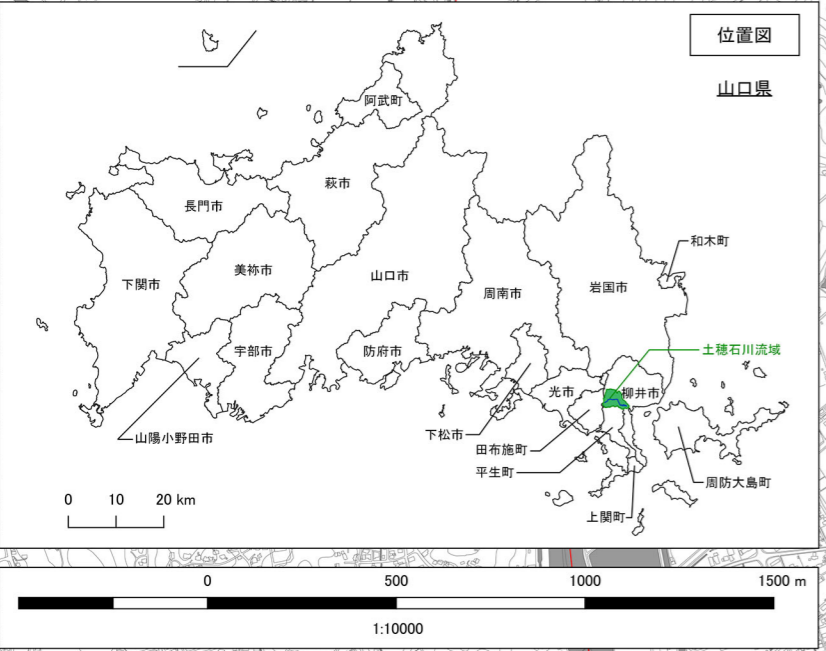 位置図
山口県
阿武町
萩市
長門市
和木町
美祢市
山口市
下関市
岩国市
周南市
土穂石川流域
宇部市
防府市
光市
柳井市
山陽小野田市
下松市
田布施町
平生町
周防大島町
上関町
0 10 20 km
0 500 1000 1500 m
1:10000